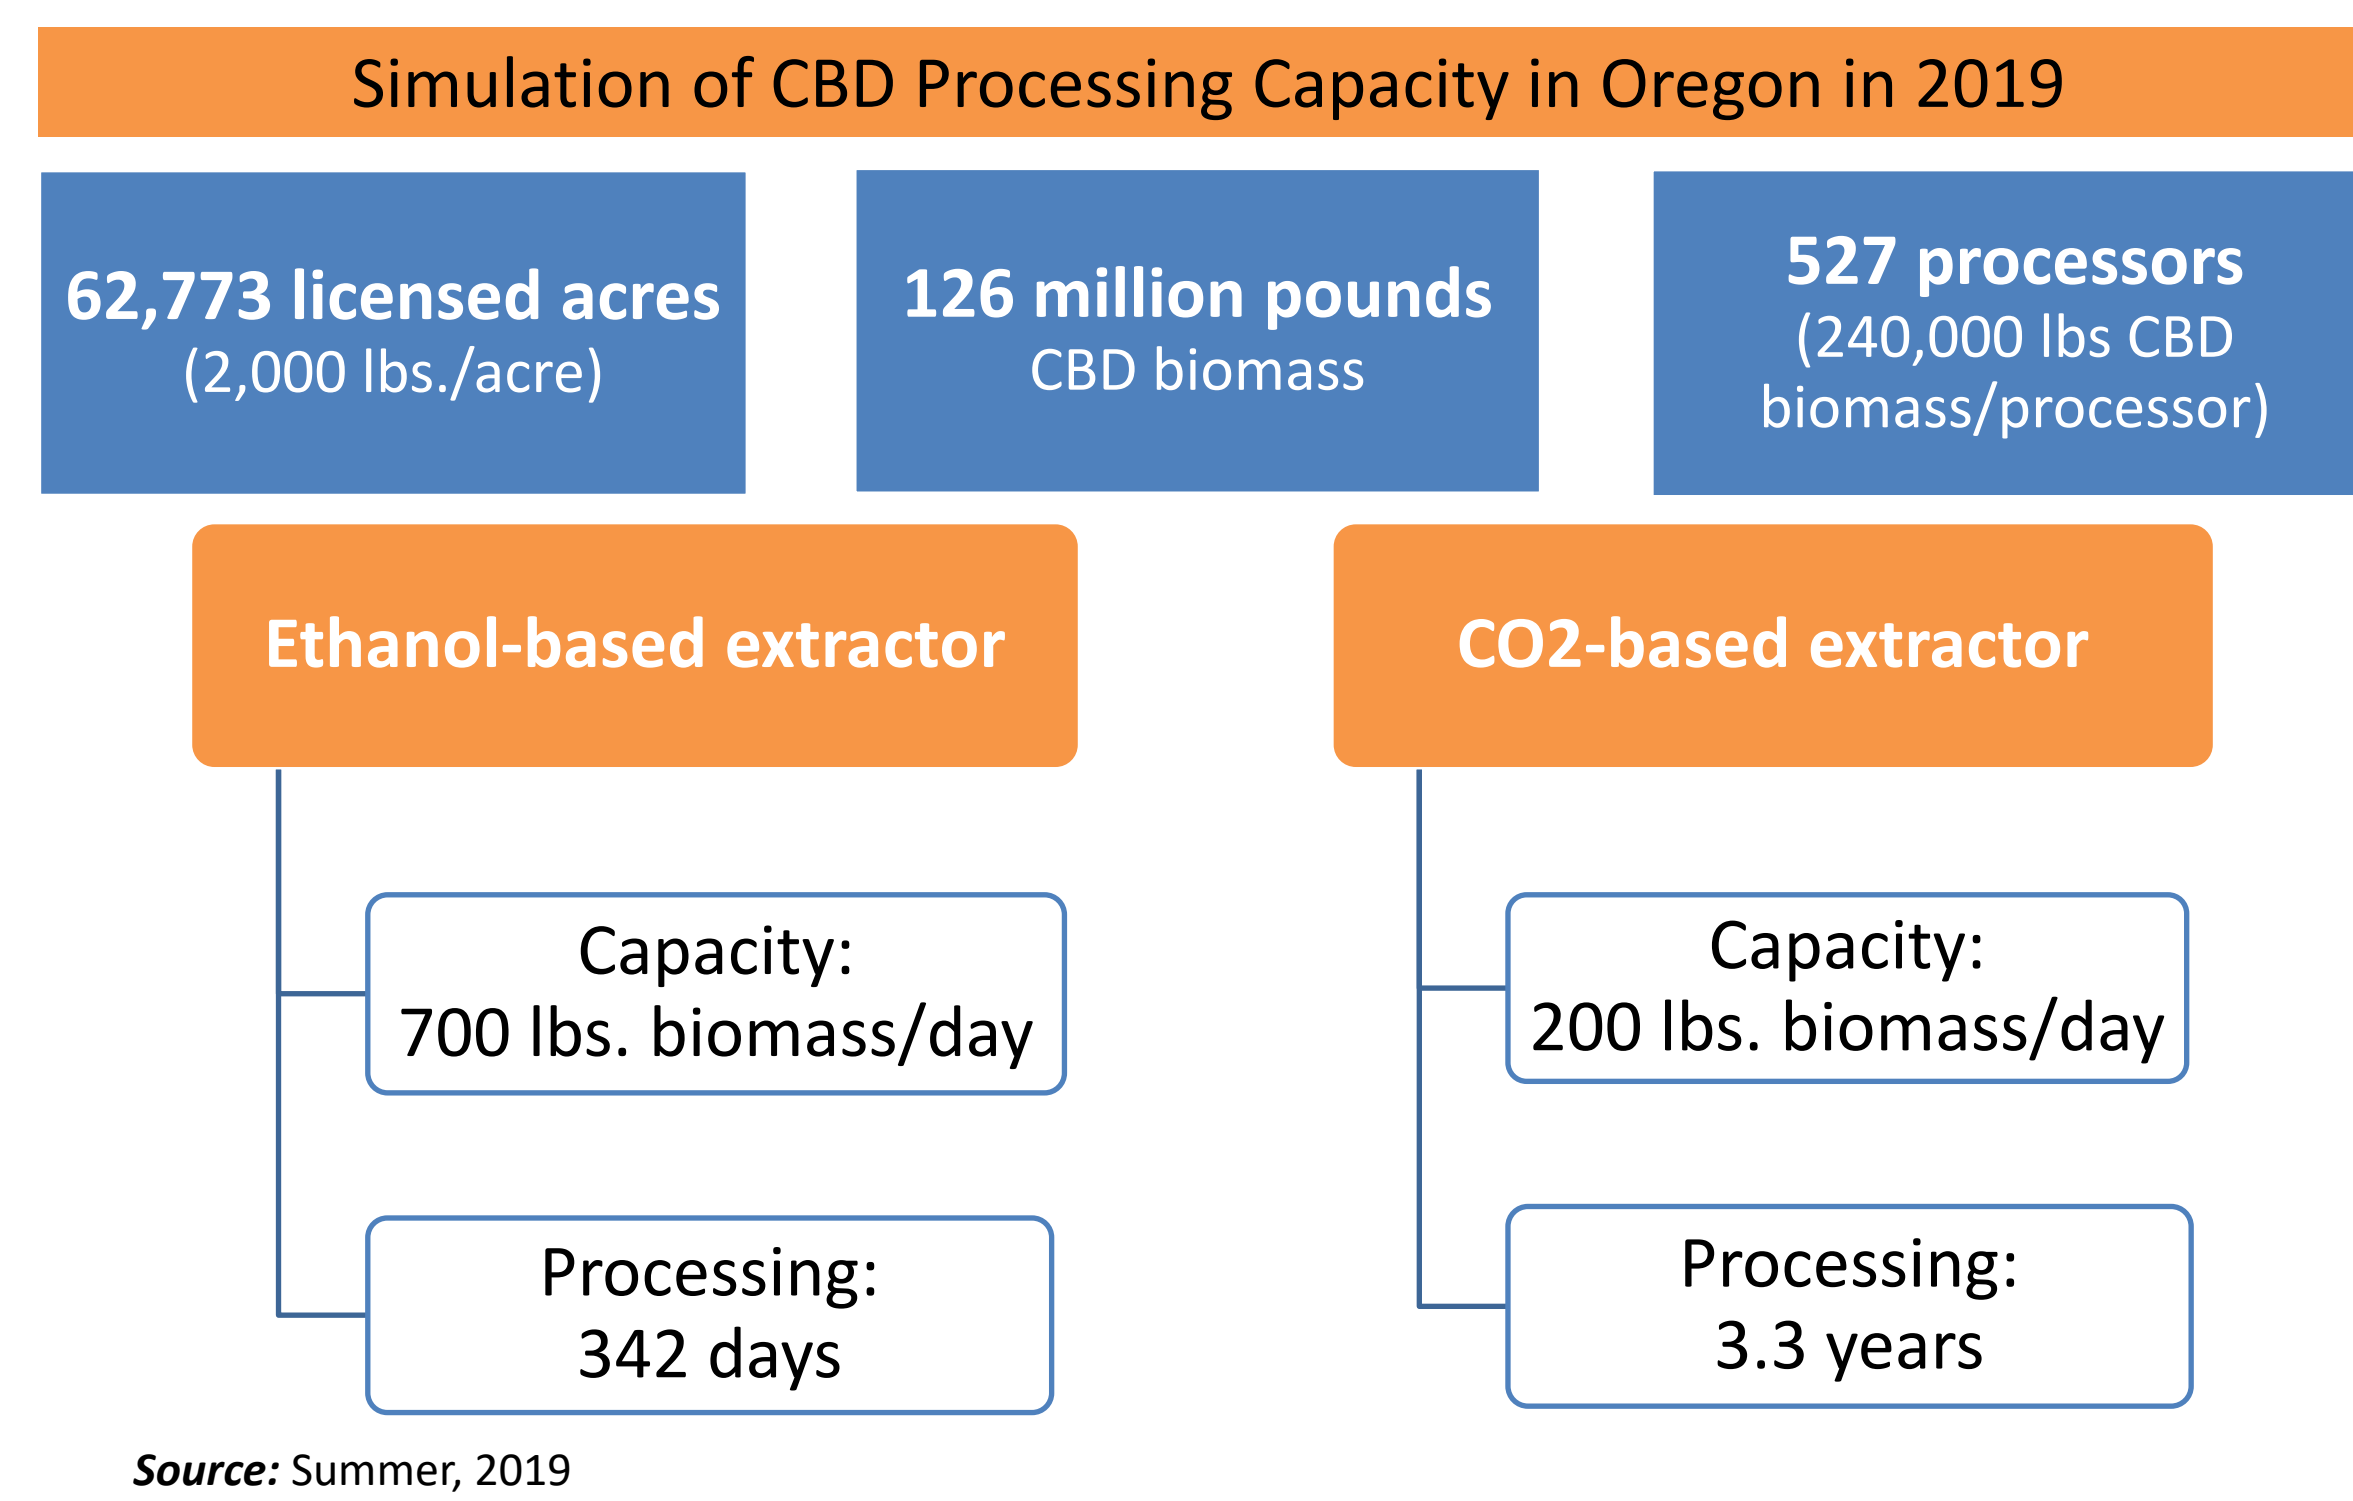 Simulation of CBD Processing Capacity in Oregon in 2019
62,773 licensed acres
(2,000 lbs./acre)
126 million pounds
CBD biomass
527 processors
(240,000 lbs CBD
biomass/processor)
Ethanol-based extractor
Capacity:
700 lbs. biomass/day
Processing:
342 days
CO2-based extractor
Capacity:
200 lbs. biomass/day
Processing:
3.3 years
Source: Summer, 2019